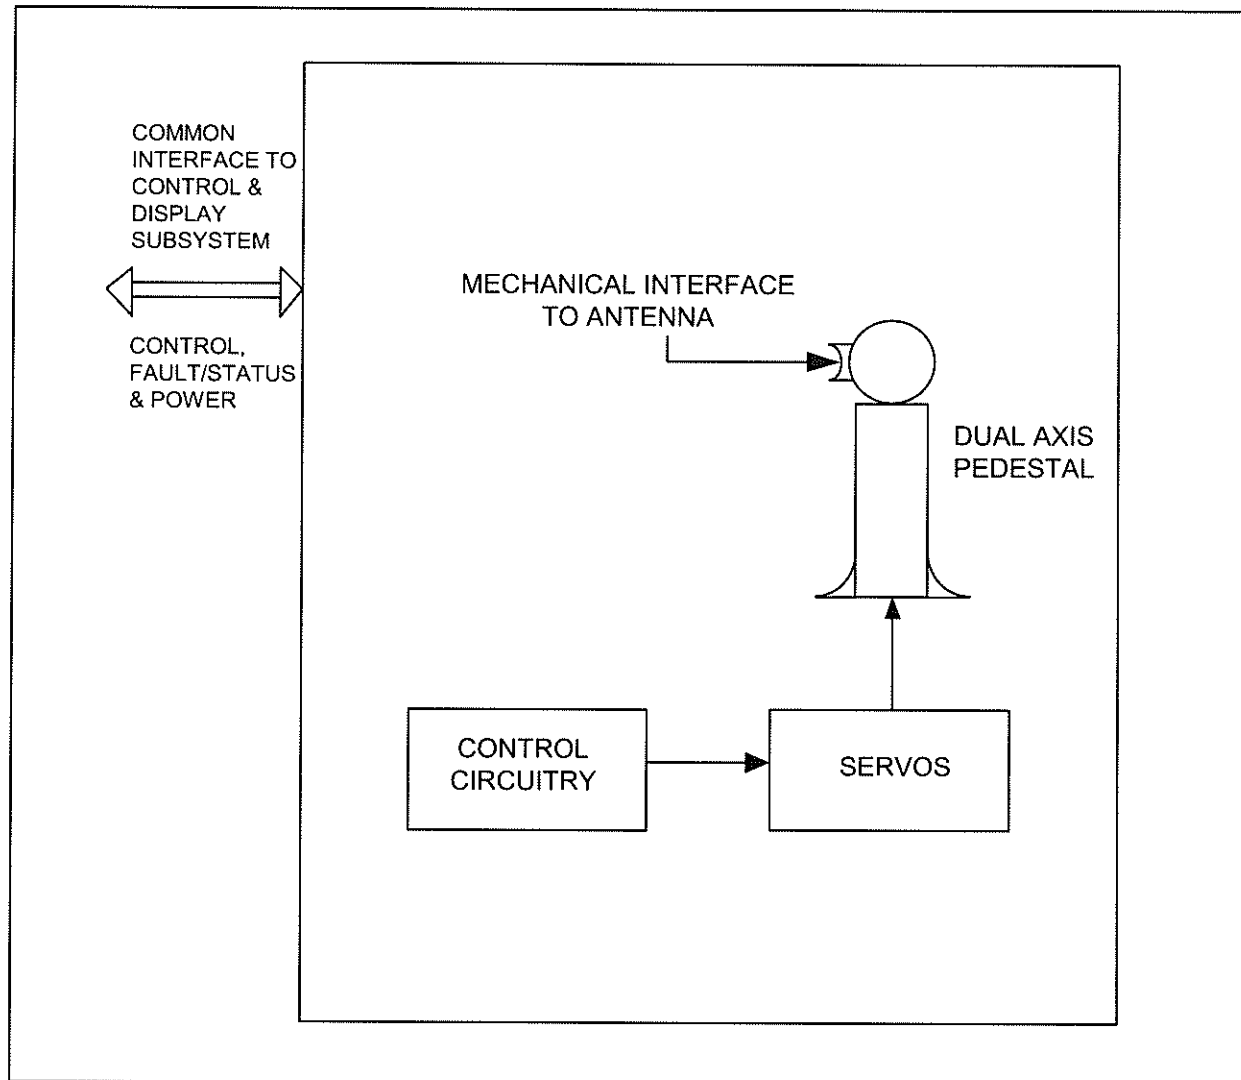 COMMON
INTERFACE TO
CONTROL &
DISPLAY
SUBSYSTEM
CONTROL,
FAULT/STATUS
& POWER
MECHANICAL INTERFACE
TO ANTENNA
DUAL AXIS
PEDESTAL
CONTROL
CIRCUITRY
SERVOS